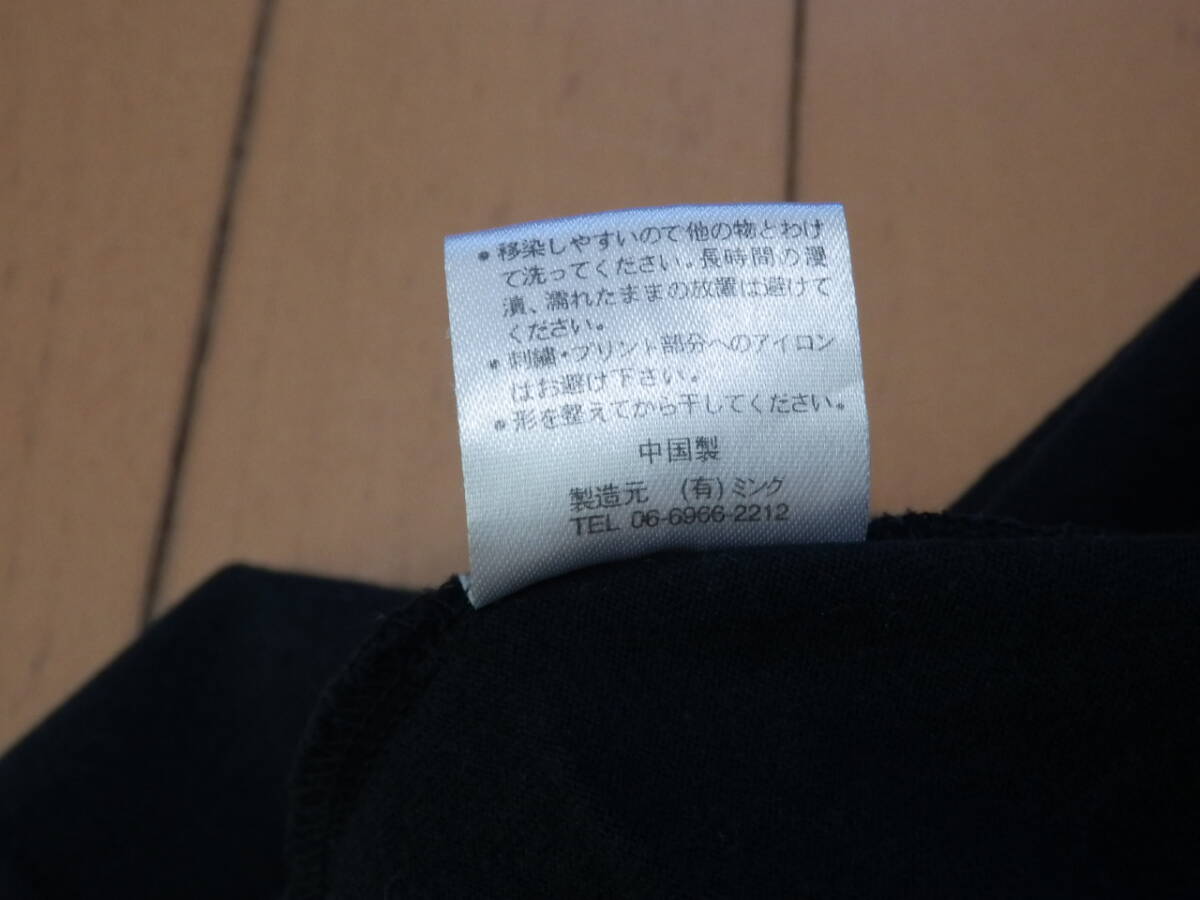 •移染しやすいので他の物とわけ
て洗ってください。長時間の漫
漬、濡れたままの放置は避けて
ください。
•刺繍・プリント部分へのアイロン
はお避け下さい。
•形を整えてから干してください。
中国製
製造元 (有)ミング
TEL 06-6966-2212